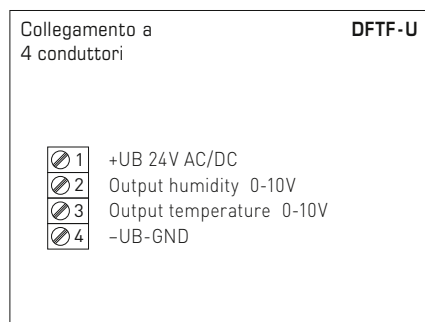 Collegamento a DFTF-U
4 conduttori
1 +UB 24V AC/DC
2 Output humidity 0-10V
3 Output temperature 0-10V
4 –UB-GND